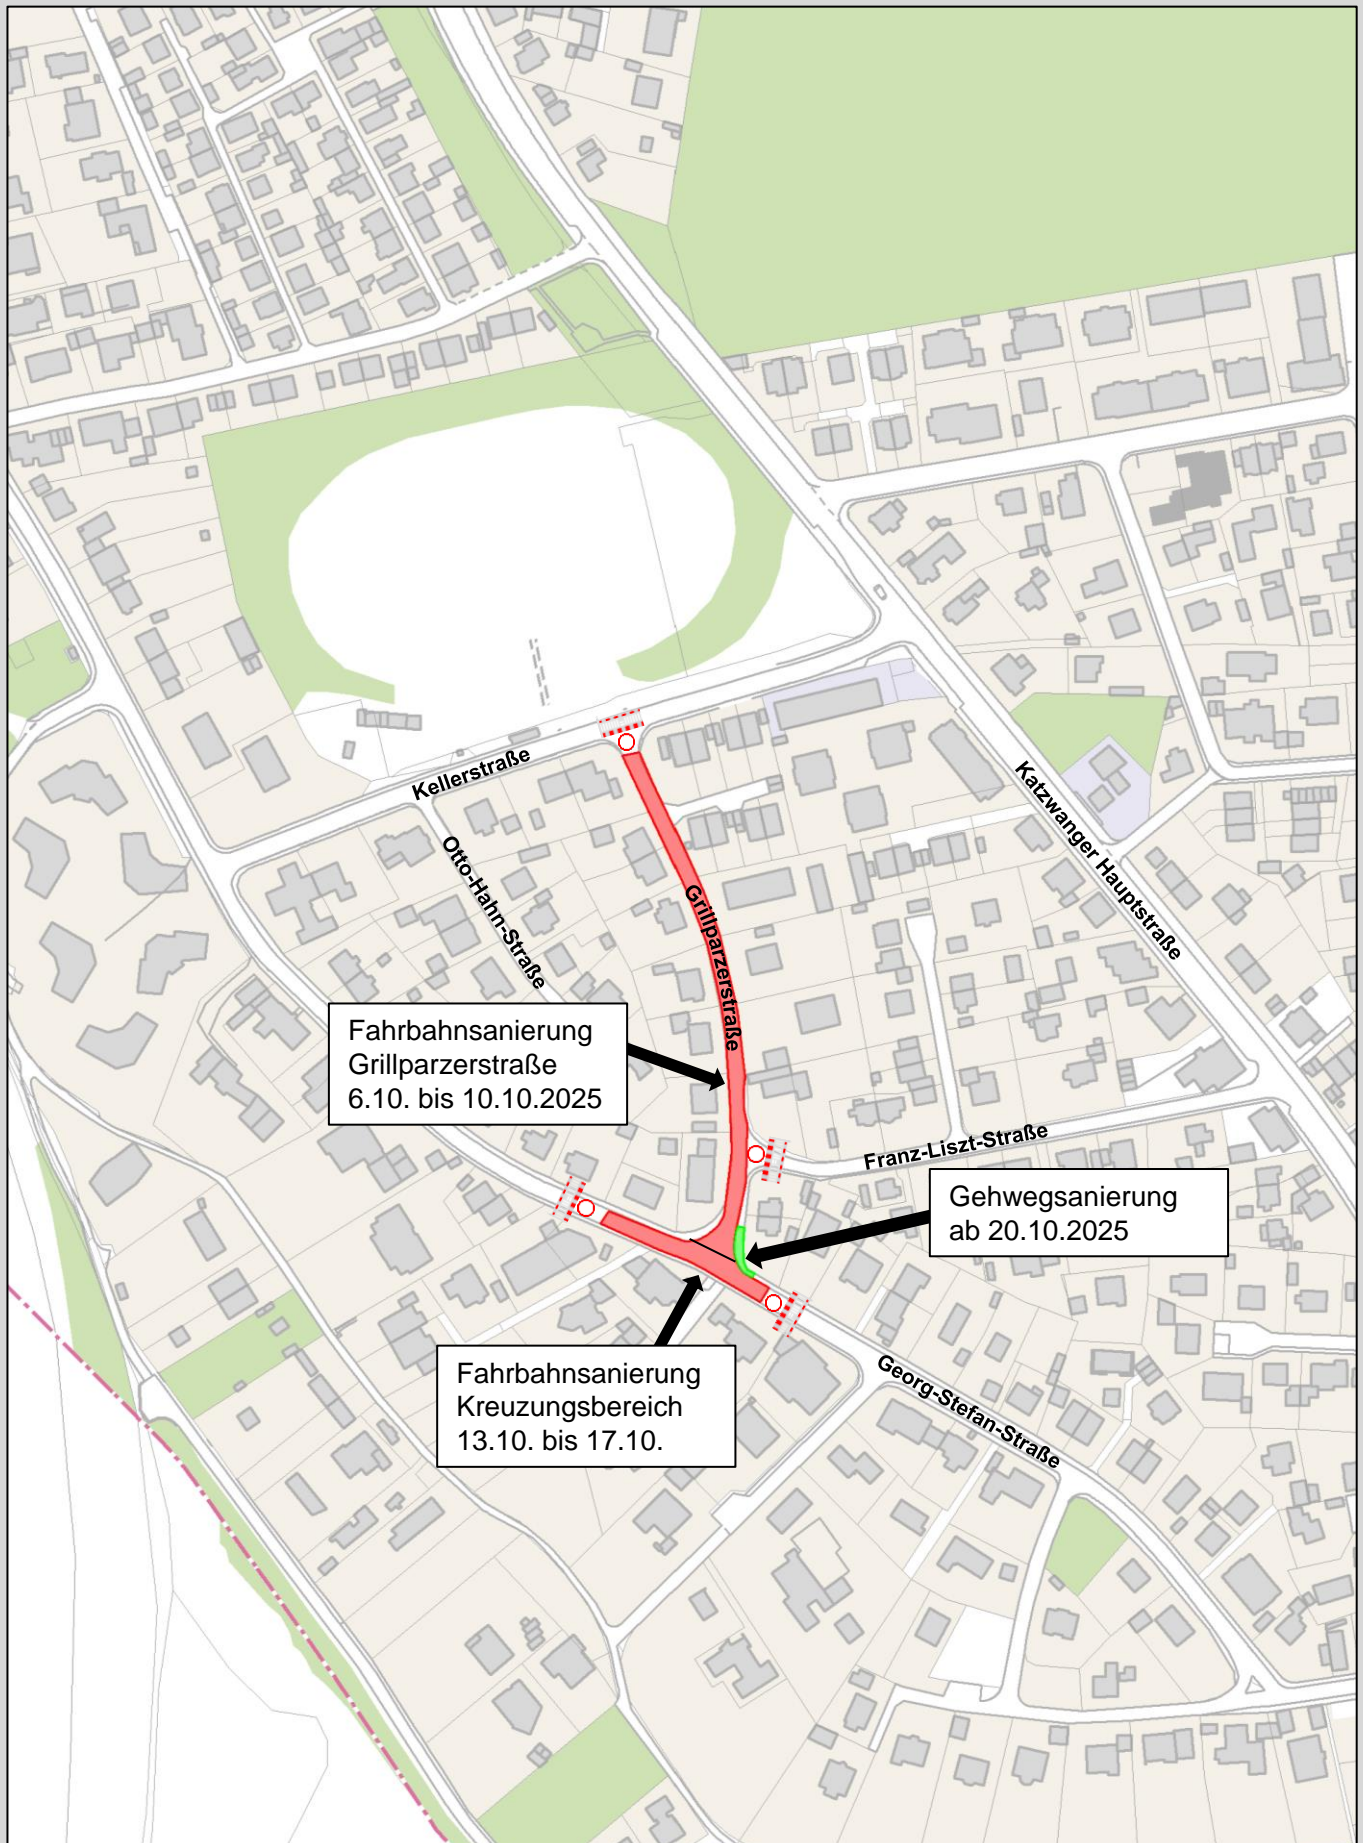 Kellerstraße
Otto-Hahn-Straße
Katzwanger Hauptstraße
Grillparzerstraße
Fahrbahnsanierung
Grillparzerstraße
6.10. bis 10.10.2025
Franz-Liszt-Straße
Gehwegsanierung
ab 20.10.2025
Fahrbahnsanierung
Kreuzungsbereich
13.10. bis 17.10.
Georg-Stefan-Straße